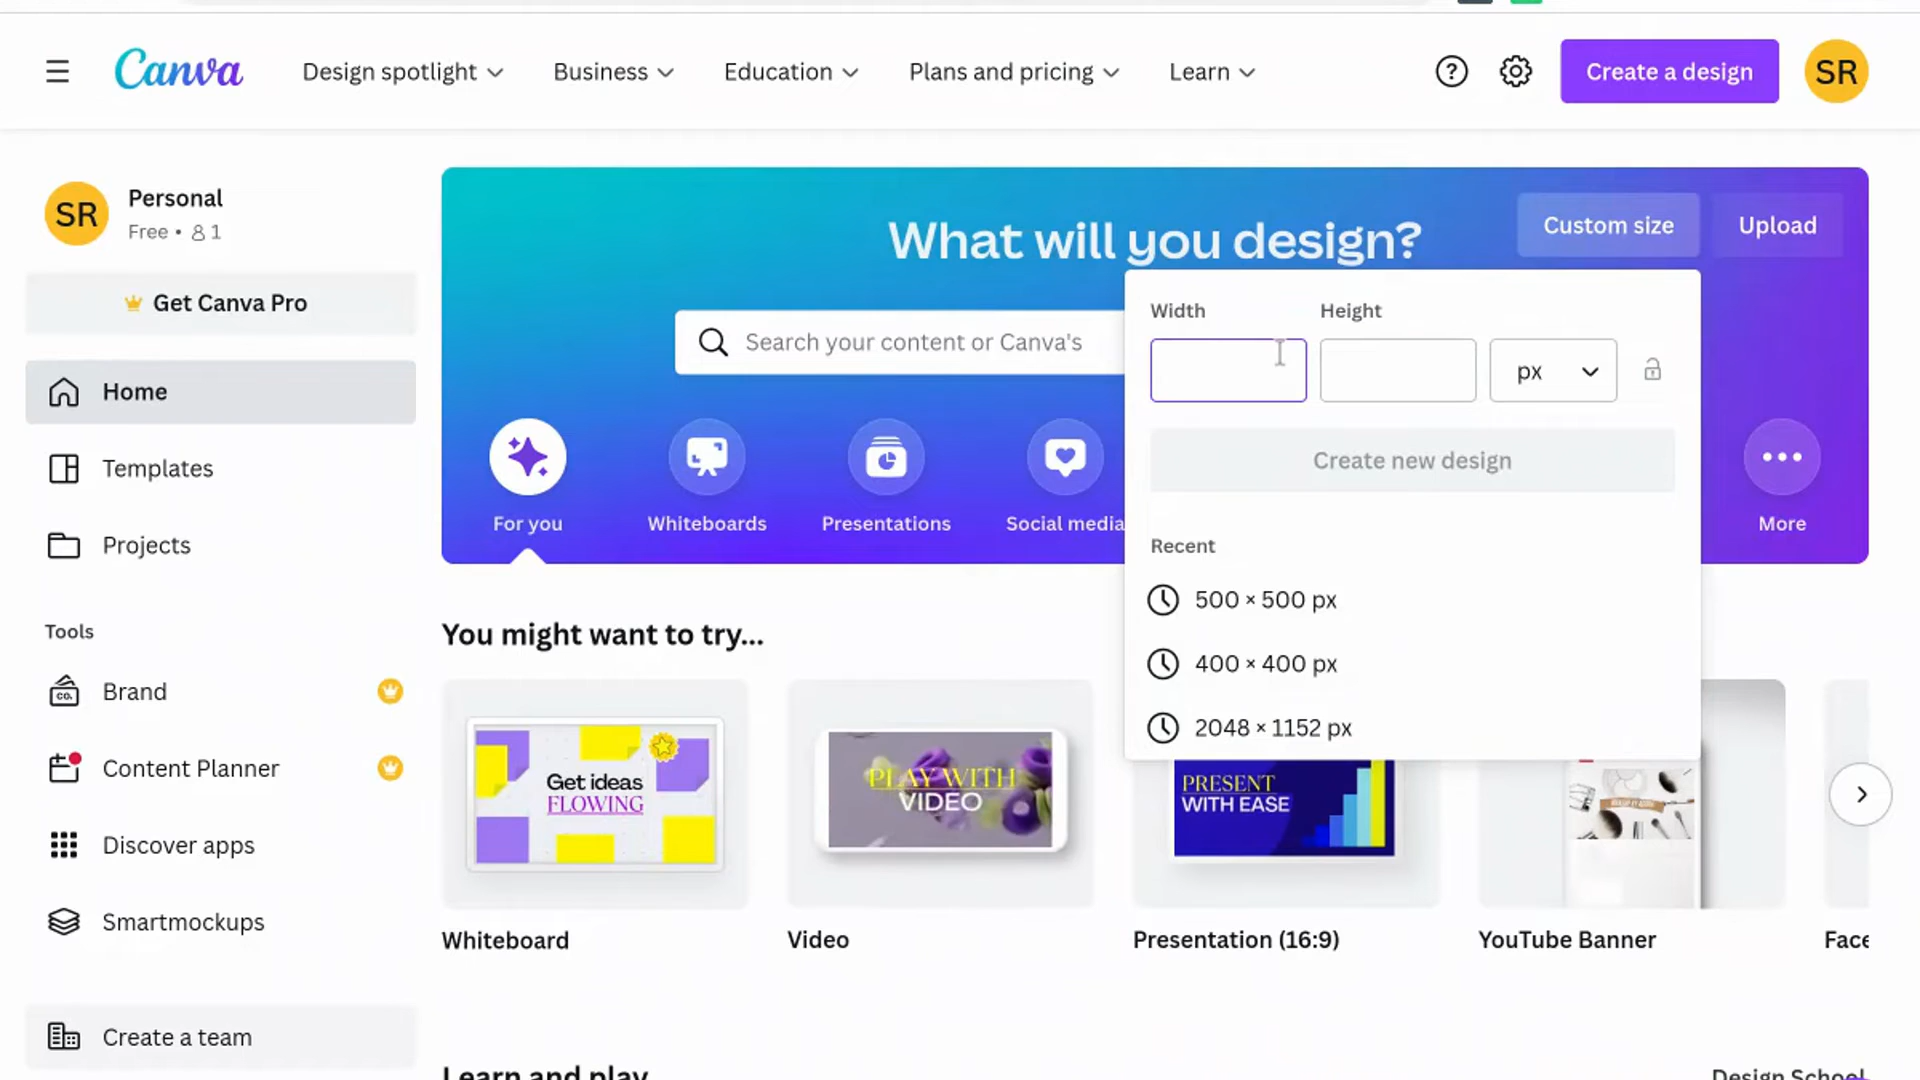 Canva
Design spotlight
Business
Education
Plans and pricing
Learn
?
Create a design
SR
SR
Personal
Free • 1
Get Canva Pro
Home
Templates
Projects
Tools
CO.
Brand
Content Planner
Discover apps
Smartmockups
Create a team
What will you design?
Custom size
Upload
Search your content or Canva's
For you
Whiteboards
Presentations
Social media
More
Width
Height
px
Create new design
Recent
500 × 500 px
400 × 400 px
2048 × 1152 px
You might want to try...
Get ideas
FLOWING
PLAY WITH
VIDEO
PRESENT
WITH EASE
Whiteboard
Video
Presentation (16:9)
YouTube Banner
Face
Learn and play
Design School